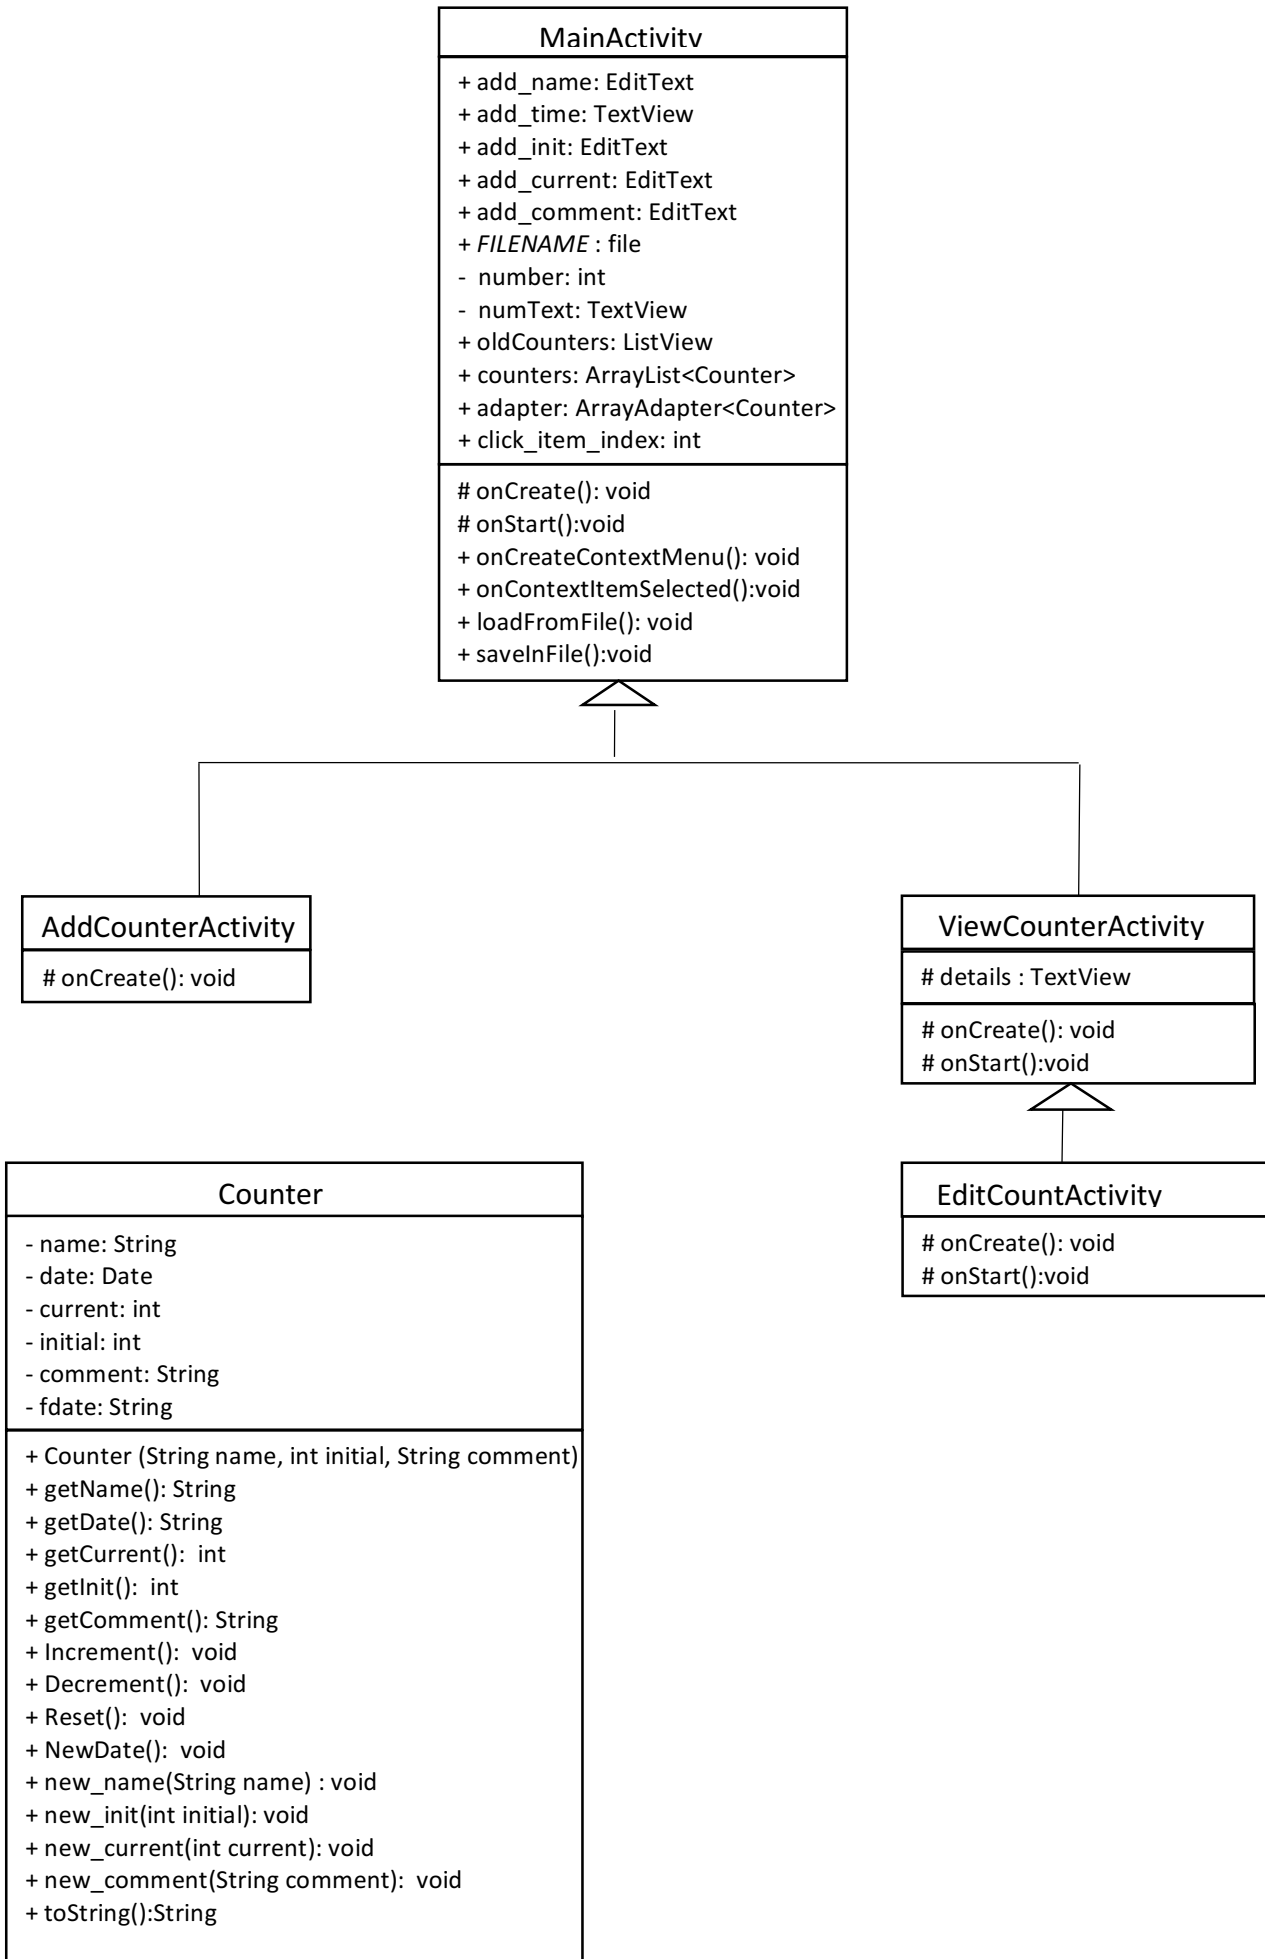 MainActivity
+ add_name: EditText
+ add_time: TextView
+ add_init: EditText
+ add_current: EditText
+ add_comment: EditText
+ FILENAME : file
- number: int
- numText: TextView
+ oldCounters: ListView
+ counters: ArrayList<Counter>
+ adapter: ArrayAdapter<Counter>
+ click_item_index: int
# onCreate(): void
# onStart():void
+ onCreateContextMenu(): void
+ onContextItemSelected():void
+ loadFromFile(): void
+ saveInFile():void
AddCounterActivity
# onCreate(): void
ViewCounterActivity
# details : TextView
# onCreate(): void
# onStart():void
EditCountActivity
# onCreate(): void
# onStart():void
Counter
- name: String
- date: Date
- current: int
- initial: int
- comment: String
- fdate: String
+ Counter (String name, int initial, String comment)
+ getName(): String
+ getDate(): String
+ getCurrent():  int
+ getInit():  int
+ getComment(): String
+ Increment():  void
+ Decrement():  void
+ Reset():  void
+ NewDate():  void
+ new_name(String name) : void
+ new_init(int initial): void
+ new_current(int current): void
+ new_comment(String comment):  void
+ toString():String